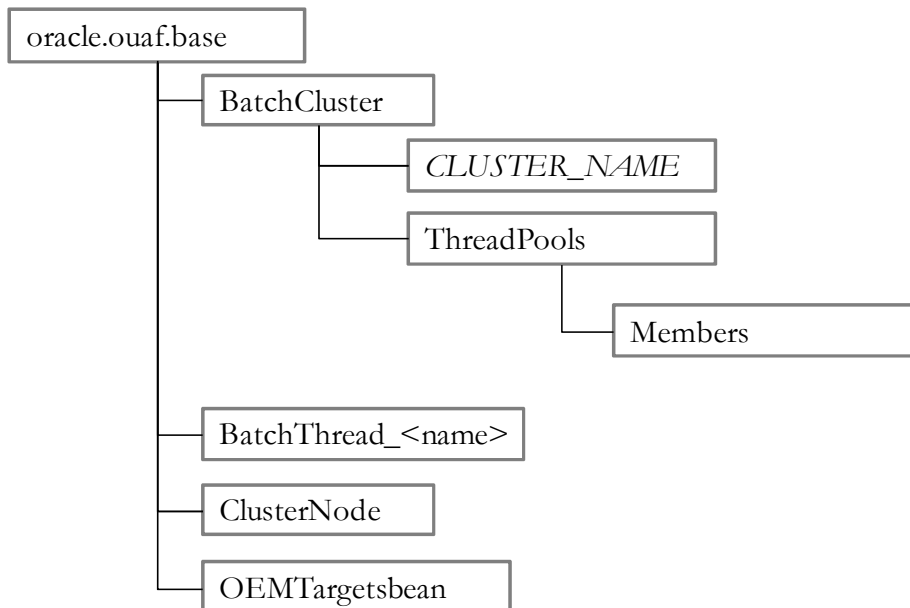 oracle.ouaf.base
BatchCluster
CLUSTER_NAME
ThreadPools
Members
BatchThread_<name>
ClusterNode
OEMTargetsbean